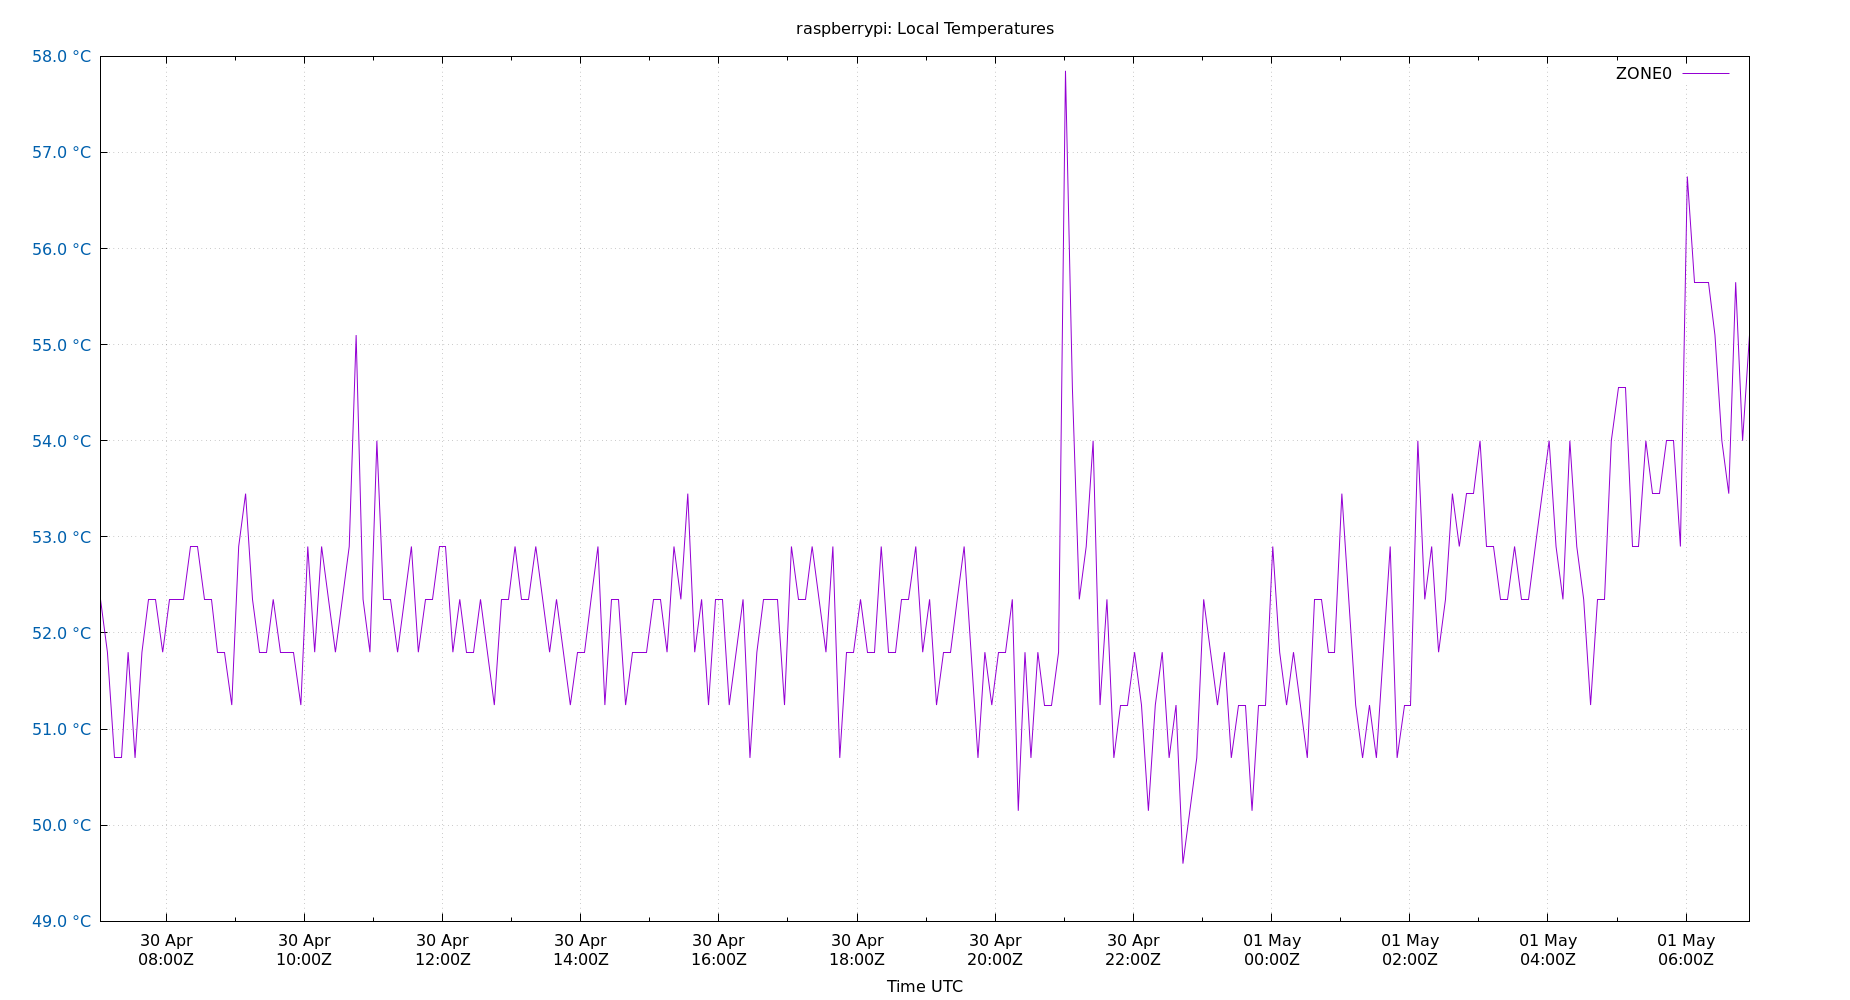 raspberrypi: Local Temperatures
58.0 °C
57.0 °C
56.0 °C
55.0 °C
54.0 °C
53.0 °C
52.0 °C
51.0 °C
50.0 °C
49.0 °C
ZONE0
30 Apr 30 Apr 30 Apr 30 Apr 30 Apr 30 Apr 30 Apr 30 Apr 01 May 01 May 01 May 01 May
08:00Z 10:00Z 12:00Z 14:00Z 16:00Z 18:00Z 20:00Z 22:00Z 00:00Z 02:00Z 04:00Z 06:00Z
Time UTC